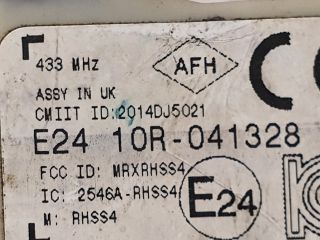 433 MHz
AFH
CE
ASSY IN UK
CMIIT ID:2014DJ5021
E24 10R-041328
FCC ID: MRXRHSS4
IC: 2546A-RHSS4
M: RHSS4
E24